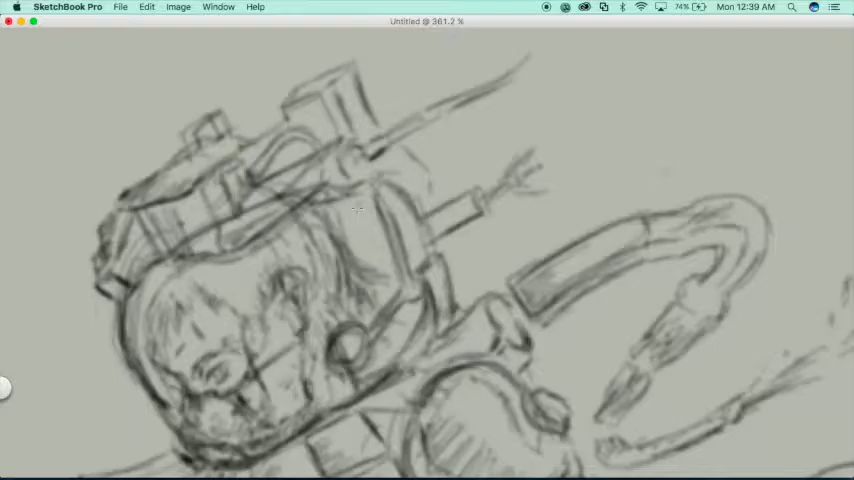 SketchBook Pro File Edit Image Window Help 74% Mon 12:39 AM
Untitled @ 361.2 %